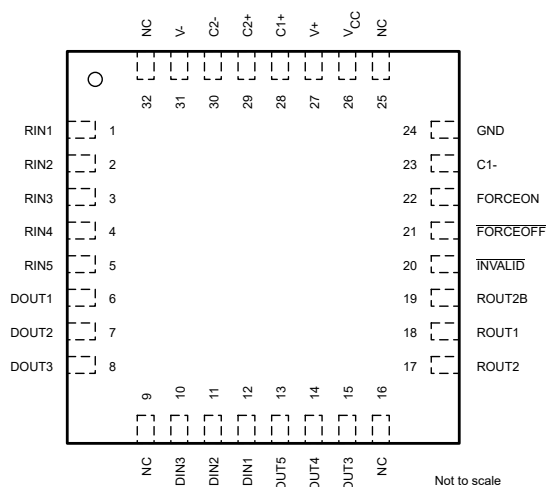 NC V- C2- C2+ C1+ V+ VCC NC
32 31 30 29 28 27 26 25
RIN1 1 24 GND
RIN2 2 23 C1-
RIN3 3 22 FORCEON
RIN4 4 21 FORCEOFF
RIN5 5 20 INVALID
DOUT1 6 19 ROUT2B
DOUT2 7 18 ROUT1
DOUT3 8 17 ROUT2
9 10 11 12 13 14 15 16
NC DIN3 DIN2 DIN1 OUT5 OUT4 OUT3 NC
Not to scale